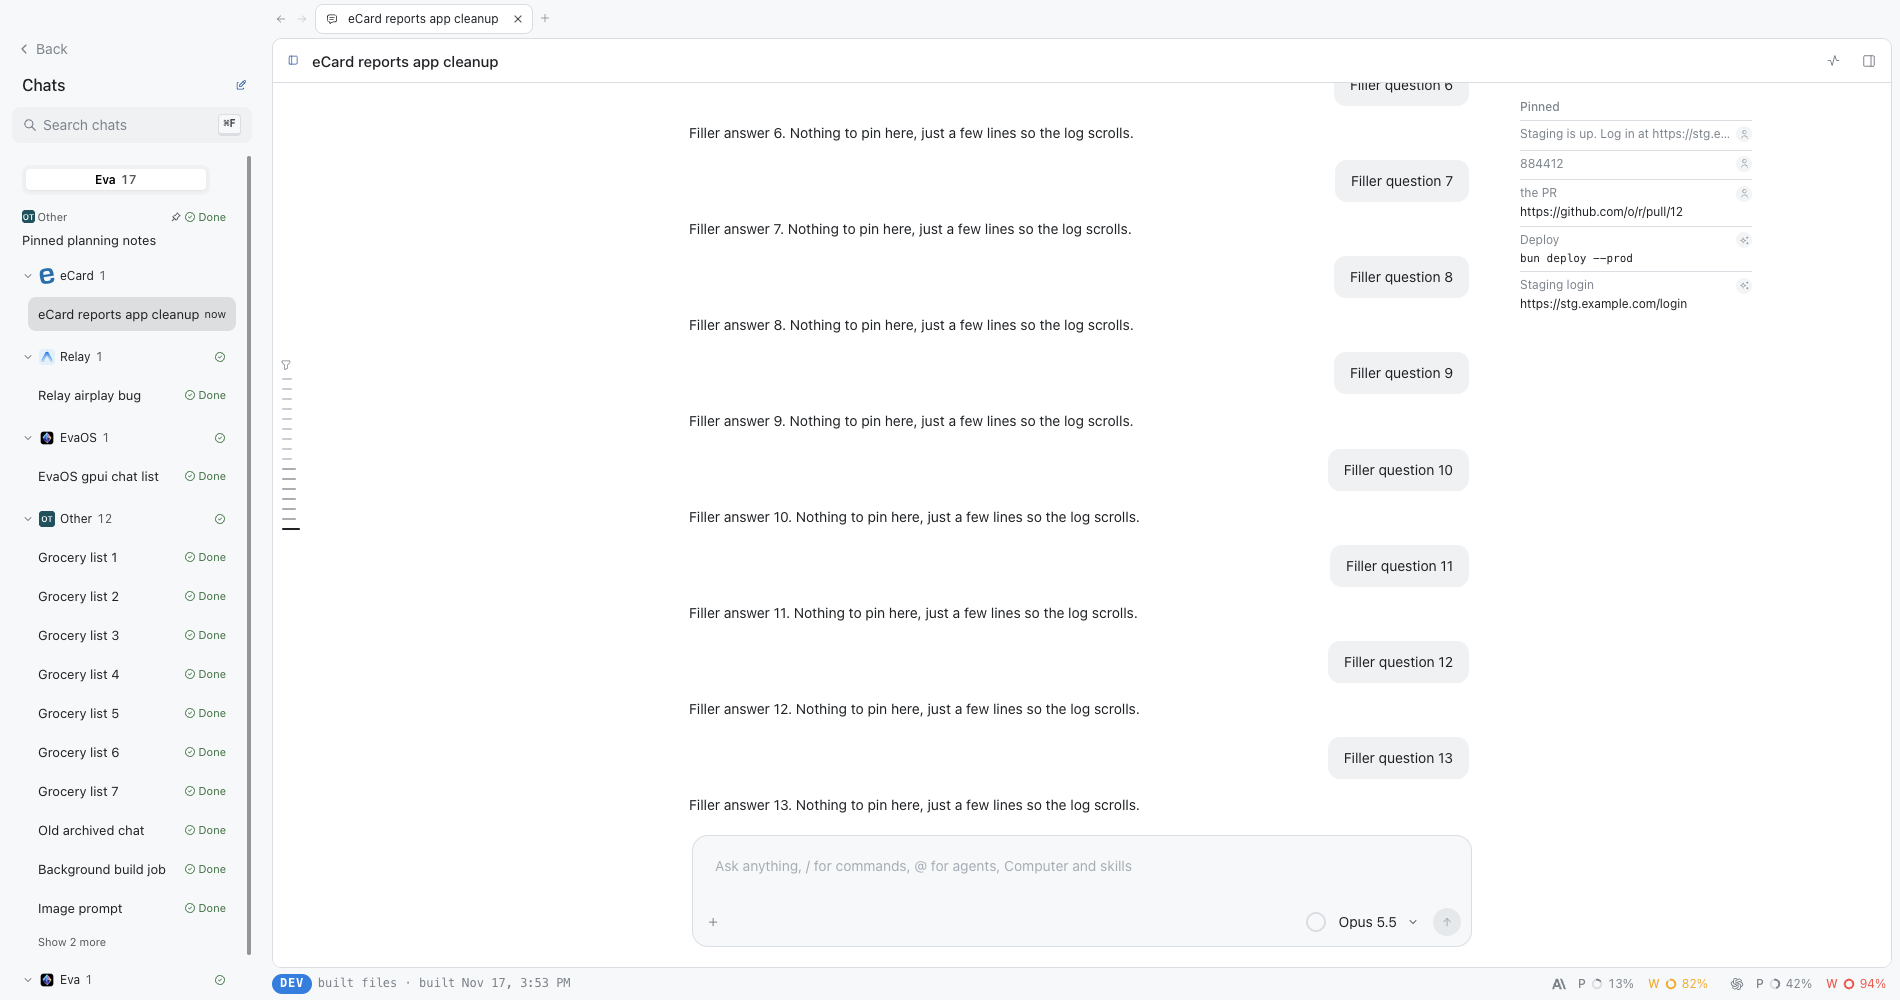 eCard reports app cleanup
Back
Chats
Search chats
⌘F
Eva 17
OT Other
Done
Pinned planning notes
eCard 1
eCard reports app cleanup now
Relay 1
Relay airplay bug
Done
EvaOS 1
EvaOS gpui chat list
Done
OT Other 12
Grocery list 1
Done
Grocery list 2
Done
Grocery list 3
Done
Grocery list 4
Done
Grocery list 5
Done
Grocery list 6
Done
Grocery list 7
Done
Old archived chat
Done
Background build job
Done
Image prompt
Done
Show 2 more
Eva 1
eCard reports app cleanup
Filler question 6
Filler answer 6. Nothing to pin here, just a few lines so the log scrolls.
Filler question 7
Filler answer 7. Nothing to pin here, just a few lines so the log scrolls.
Filler question 8
Filler answer 8. Nothing to pin here, just a few lines so the log scrolls.
Filler question 9
Filler answer 9. Nothing to pin here, just a few lines so the log scrolls.
Filler question 10
Filler answer 10. Nothing to pin here, just a few lines so the log scrolls.
Filler question 11
Filler answer 11. Nothing to pin here, just a few lines so the log scrolls.
Filler question 12
Filler answer 12. Nothing to pin here, just a few lines so the log scrolls.
Filler question 13
Filler answer 13. Nothing to pin here, just a few lines so the log scrolls.
Pinned
Staging is up. Log in at https://stg.e...
884412
the PR
https://github.com/o/r/pull/12
Deploy
bun deploy --prod
Staging login
https://stg.example.com/login
Ask anything, / for commands, @ for agents, Computer and skills
Opus 5.5
DEV built files · built Nov 17, 3:53 PM
P 13% W 82% P 42% W 94%